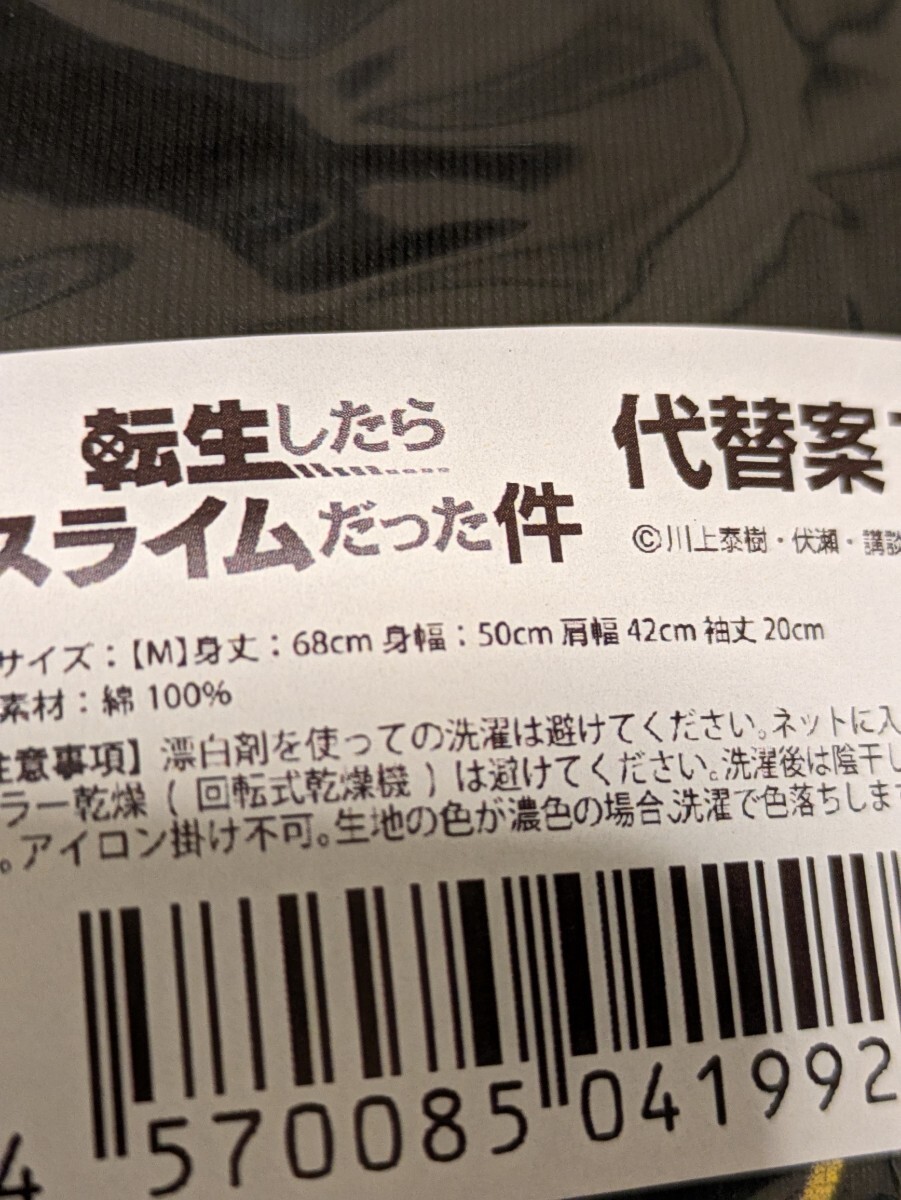 転生したら
スライムだった件
代替案
©川上泰樹・伏瀬・講談
サイズ：【M】身丈：68cm 身幅：50cm 肩幅 42cm 袖丈 20cm
素材：綿 100%
注意事項】漂白剤を使っての洗濯は避けてください。ネットに入
ラー乾燥（回転式乾燥機）は避けてください。洗濯後は陰干し
。アイロン掛け不可。生地の色が濃色の場合、洗濯で色落ちします
4 570085 041992